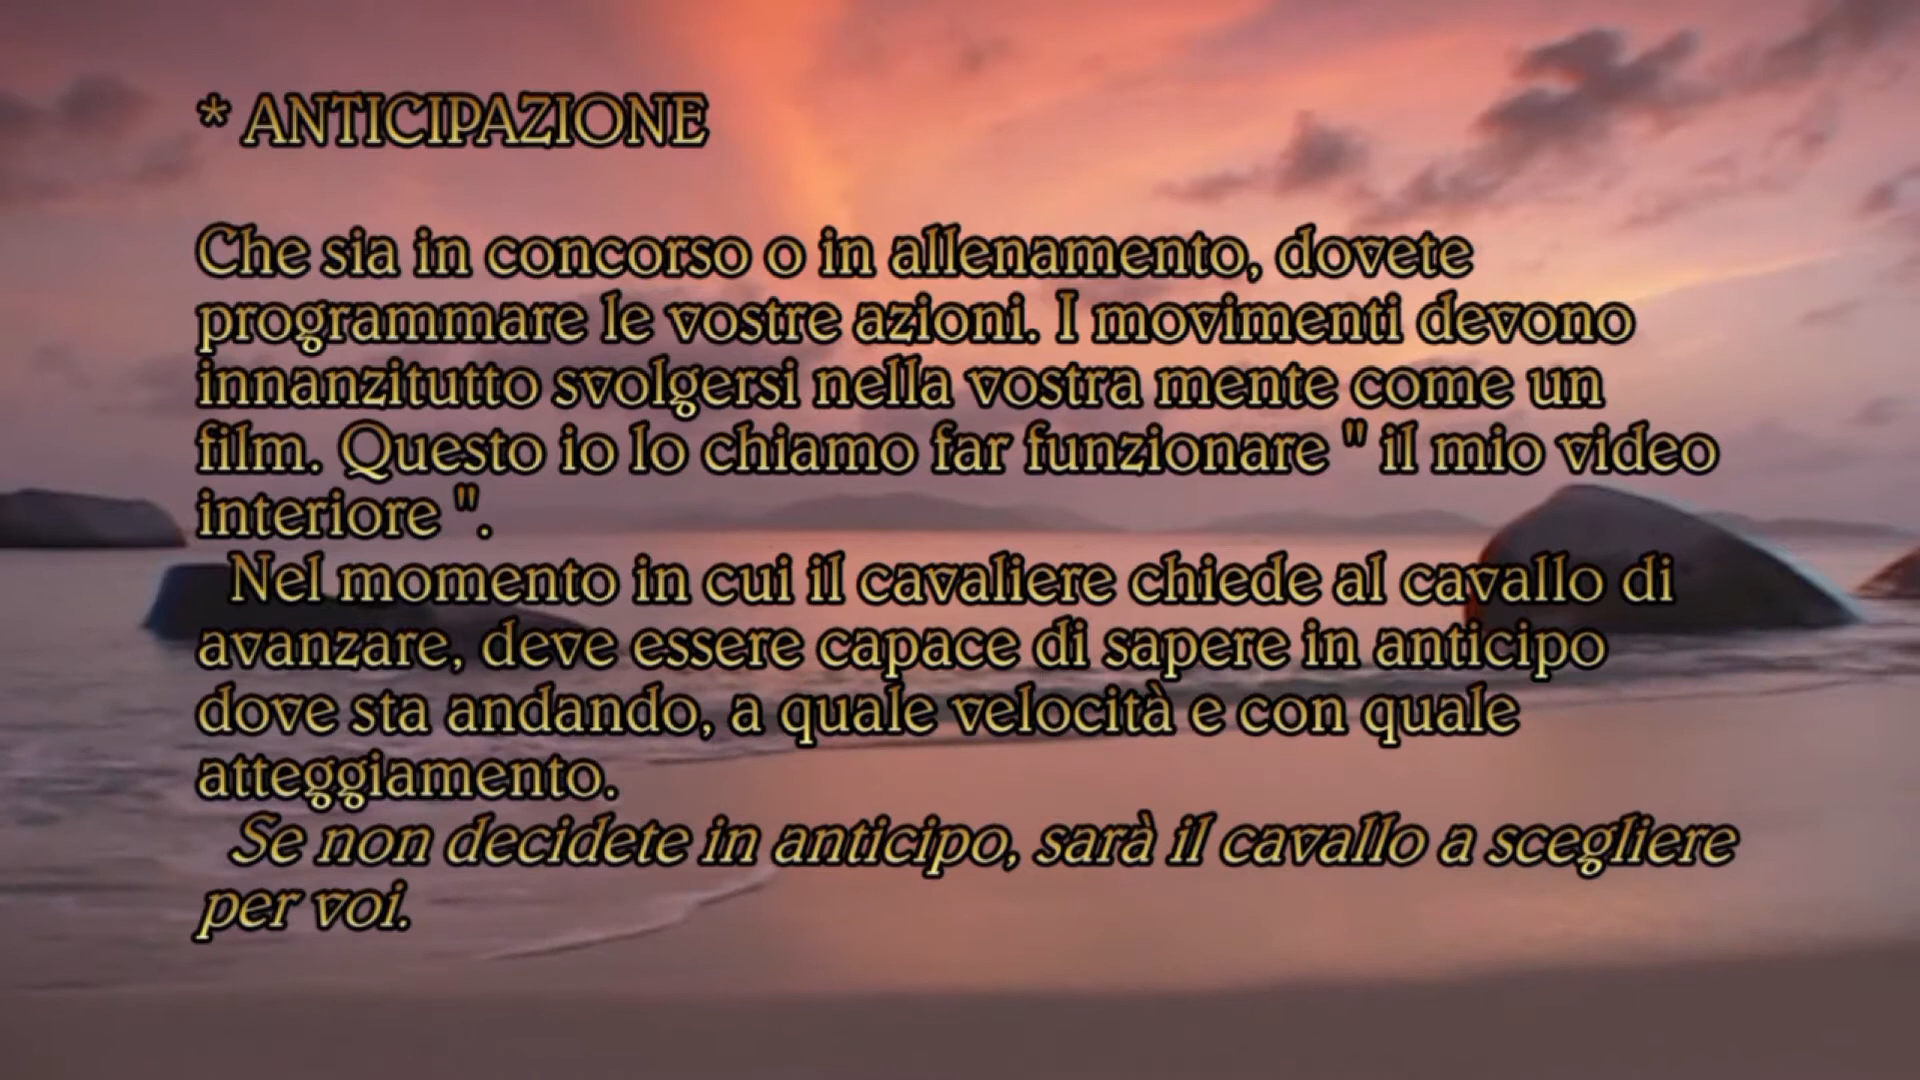 * ANTICIPAZIONE
Che sia in concorso o in allenamento, dovete
programmare le vostre azioni. I movimenti devono
innanzitutto svolgersi nella vostra mente come un
film. Questo io lo chiamo far funzionare " il mio video
interiore ".
Nel momento in cui il cavaliere chiede al cavallo di
avanzare, deve essere capace di sapere in anticipo
dove sta andando, a quale velocità e con quale
atteggiamento.
Se non decidete in anticipo, sarà il cavallo a scegliere
per voi.